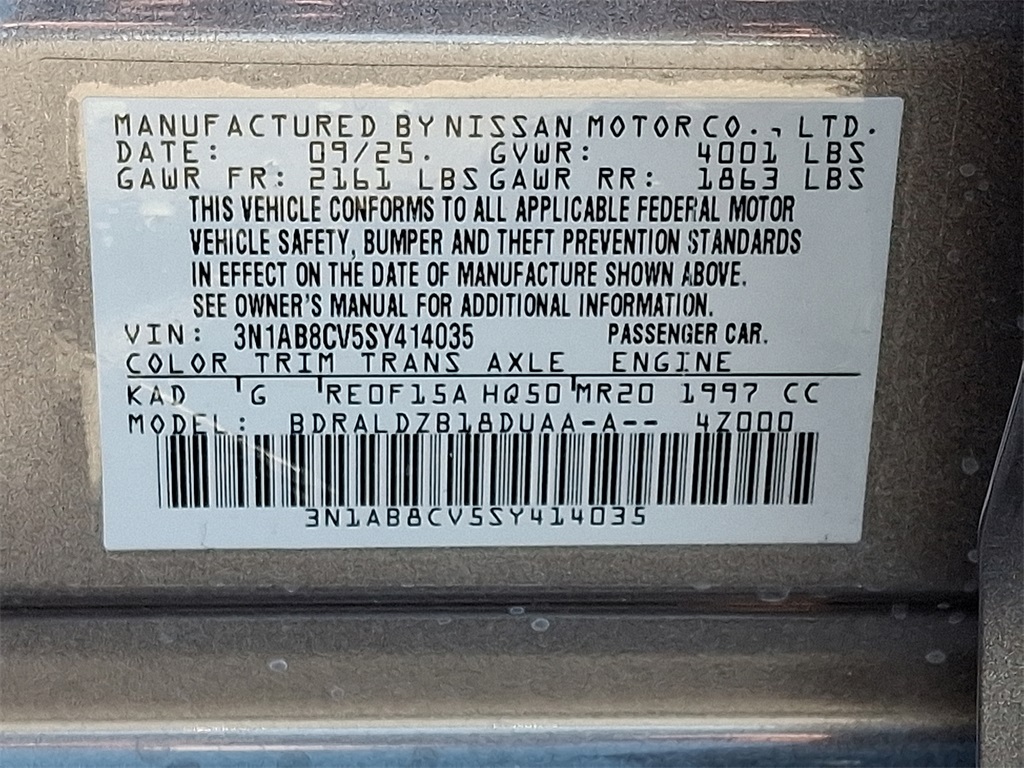 MANUFACTURED BY NISSAN MOTOR CO., LTD.
DATE: 09/25. GVWR: 4001 LBS
GAWR FR: 2161 LBS GAWR RR: 1863 LBS
THIS VEHICLE CONFORMS TO ALL APPLICABLE FEDERAL MOTOR
VEHICLE SAFETY, BUMPER AND THEFT PREVENTION STANDARDS
IN EFFECT ON THE DATE OF MANUFACTURE SHOWN ABOVE.
SEE OWNER'S MANUAL FOR ADDITIONAL INFORMATION.
VIN: 3N1AB8CV5SY414035 PASSENGER CAR.
COLOR TRIM TRANS AXLE ENGINE
KAD G RE0F15A HQ50 MR20 1997 CC
MODEL: BDRALDZB18DUAA-A-- 4Z000
3N1AB8CV5SY414035